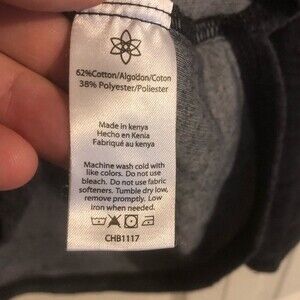 62%Cotton/Algodon/Coton
38% Polyester/Poliester
Made in kenya
Hecho en Kenia
Fabriqué au kenya
Machine wash cold with
like colors. Do not use
bleach. Do not use fabric
softeners. Tumble dry low,
remove promptly. Low
iron when needed.
CHB1117